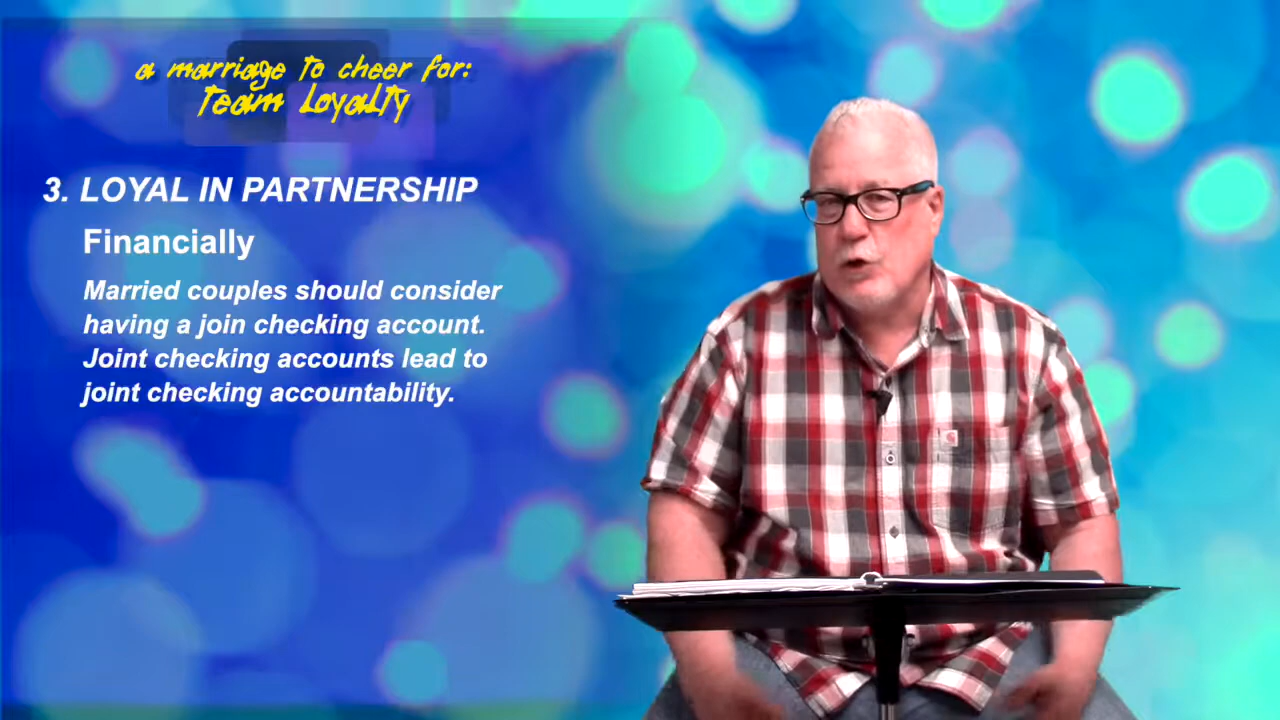 a marriage to cheer for:
Team Loyalty
3. LOYAL IN PARTNERSHIP
Financially
Married couples should consider
having a join checking account.
Joint checking accounts lead to
joint checking accountability.